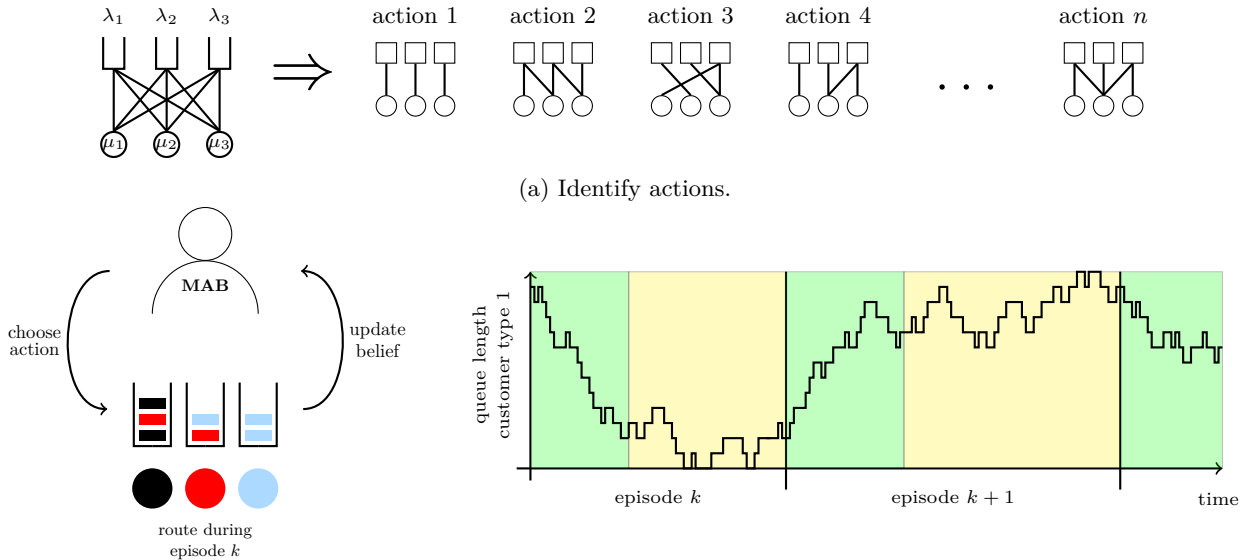 λ₁ λ₂ λ₃
action 1 action 2 action 3 action 4 action n
μ₁ μ₂ μ₃
. . .
(a) Identify actions.
MAB
choose
action
update
belief
route during
episode k
queue length
customer type 1
episode k episode k + 1 time